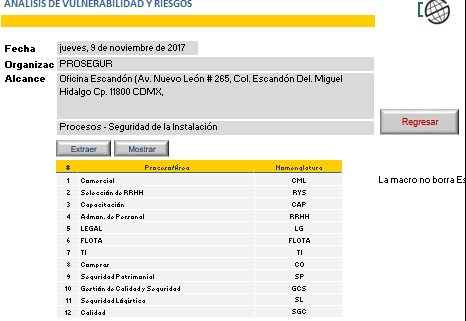 ANÁLISIS DE VULNERABILIDAD Y RIESGOS
Fecha jueves, 9 de noviembre de 2017
Organizac PROSEGUR
Alcance Oficina Escandón (Av. Nuevo León # 265, Col. Escandón Del. Miguel
Hidalgo Cp. 11800 CDMX,
Procesos - Seguridad de la Instalación
Regresar
Extraer Mostrar
# Proceso/Área Nomenglatura
1 Comercial CML
2 Selección de RRHH RYS
3 Capacitación CAP
4 Admon. de Personal RRHH
5 LEGAL LG
6 FLOTA FLOTA
7 TI TI
8 Compras CO
9 Seguridad Patrimonial SP
10 Gestión de Calidad y Seguridad GCS
11 Seguridad Lógistica SL
12 Calidad SGC
La macro no borra Es